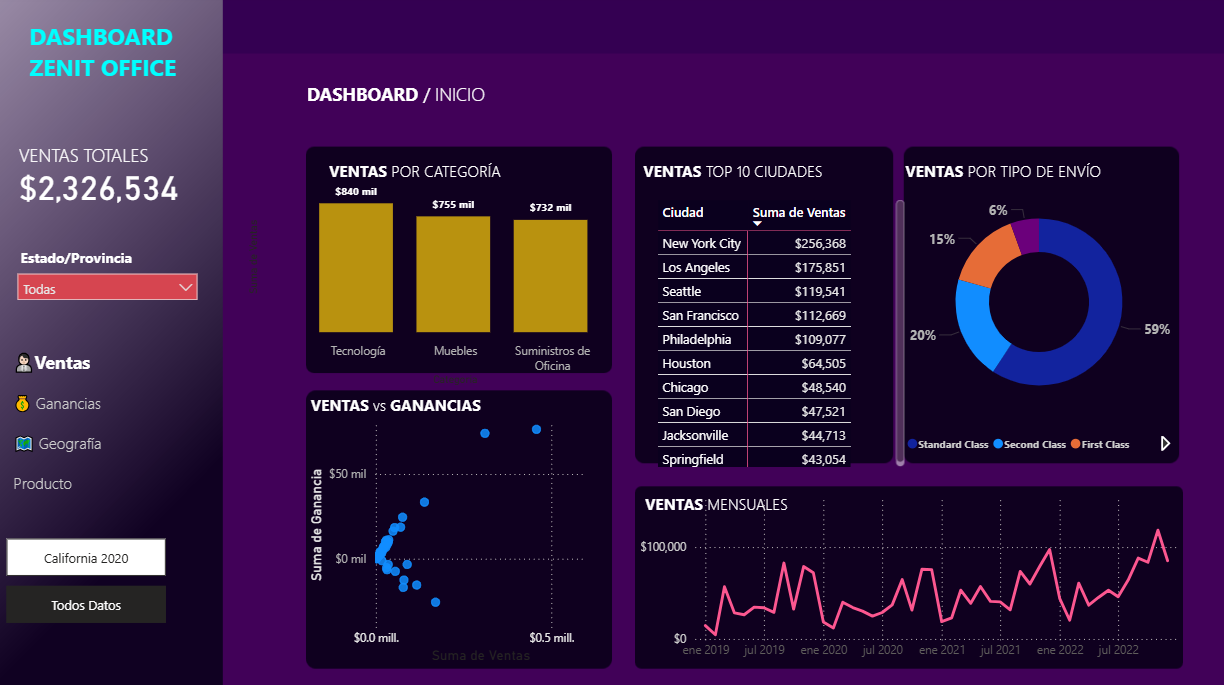 DASHBOARD
ZENIT OFFICE
VENTAS TOTALES
$2,326,534
Estado/Provincia
Todas
Ventas
Ganancias
Geografía
Producto
California 2020
Todos Datos
DASHBOARD / INICIO
VENTAS POR CATEGORÍA
$840 mil
$755 mil
$732 mil
Tecnología
Muebles
Suministros de
Oficina
VENTAS vs GANANCIAS
Suma de Ganancia
$50 mil
$0 mil
$0.0 mill.
$0.5 mill.
Suma de Ventas
VENTAS TOP 10 CIUDADES
Ciudad Suma de Ventas
New York City $256,368
Los Angeles $175,851
Seattle $119,541
San Francisco $112,669
Philadelphia $109,077
Houston $64,505
Chicago $48,540
San Diego $47,521
Jacksonville $44,713
Springfield $43,054
VENTAS POR TIPO DE ENVÍO
6%
15%
20%
59%
Standard Class Second Class First Class
VENTAS MENSUALES
$100,000
$0
ene 2019 jul 2019 ene 2020 jul 2020 ene 2021 jul 2021 ene 2022 jul 2022